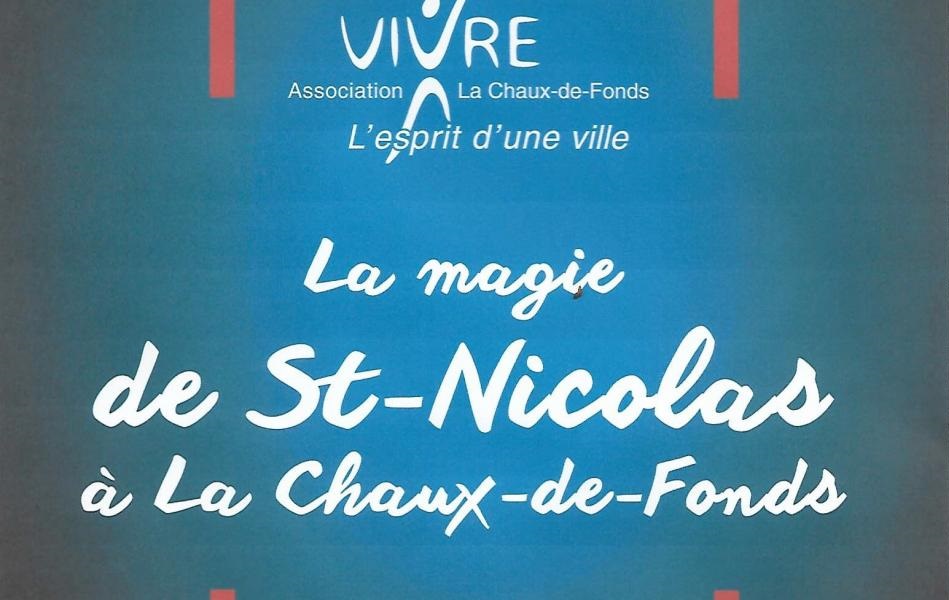 VIVRE
Association La Chaux-de-Fonds
L'esprit d'une ville
La magie
de St-Nicolas
à La Chaux-de-Fonds